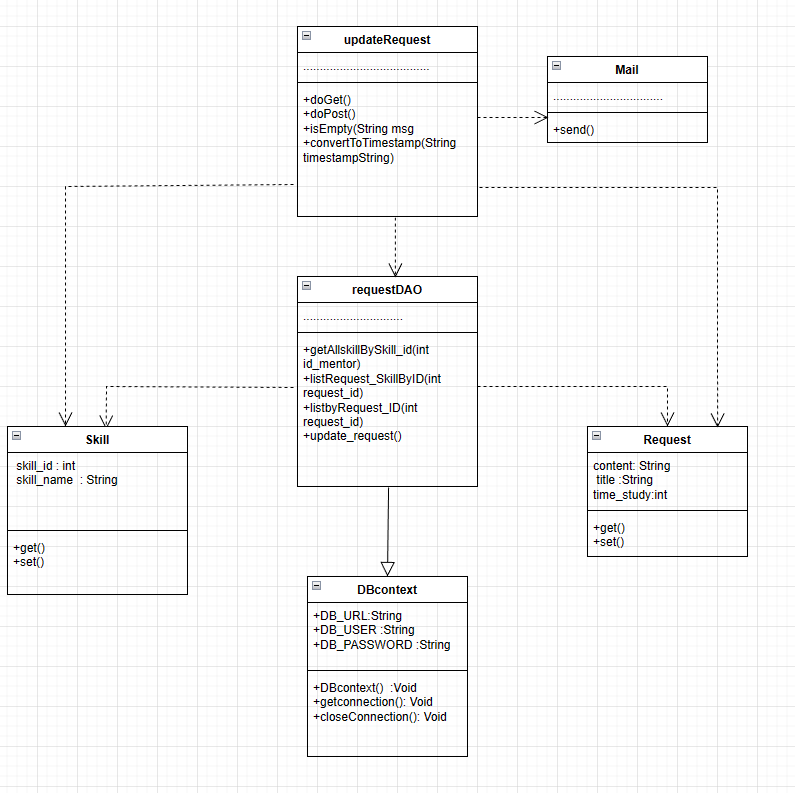 updateRequest
......................................
+doGet()
+doPost()
+isEmpty(String msg
+convertToTimestamp(String
timestampString)
Mail
.................................
+send()
requestDAO
..............................
+getAllskillBySkill_id(int
id_mentor)
+listRequest_SkillByID(int
request_id)
+listbyRequest_ID(int
request_id)
+update_request()
Skill
skill_id : int
skill_name : String
+get()
+set()
Request
content: String
title :String
time_study:int
+get()
+set()
DBcontext
+DB_URL:String
+DB_USER :String
+DB_PASSWORD :String
+DBcontext() :Void
+getconnection(): Void
+closeConnection(): Void